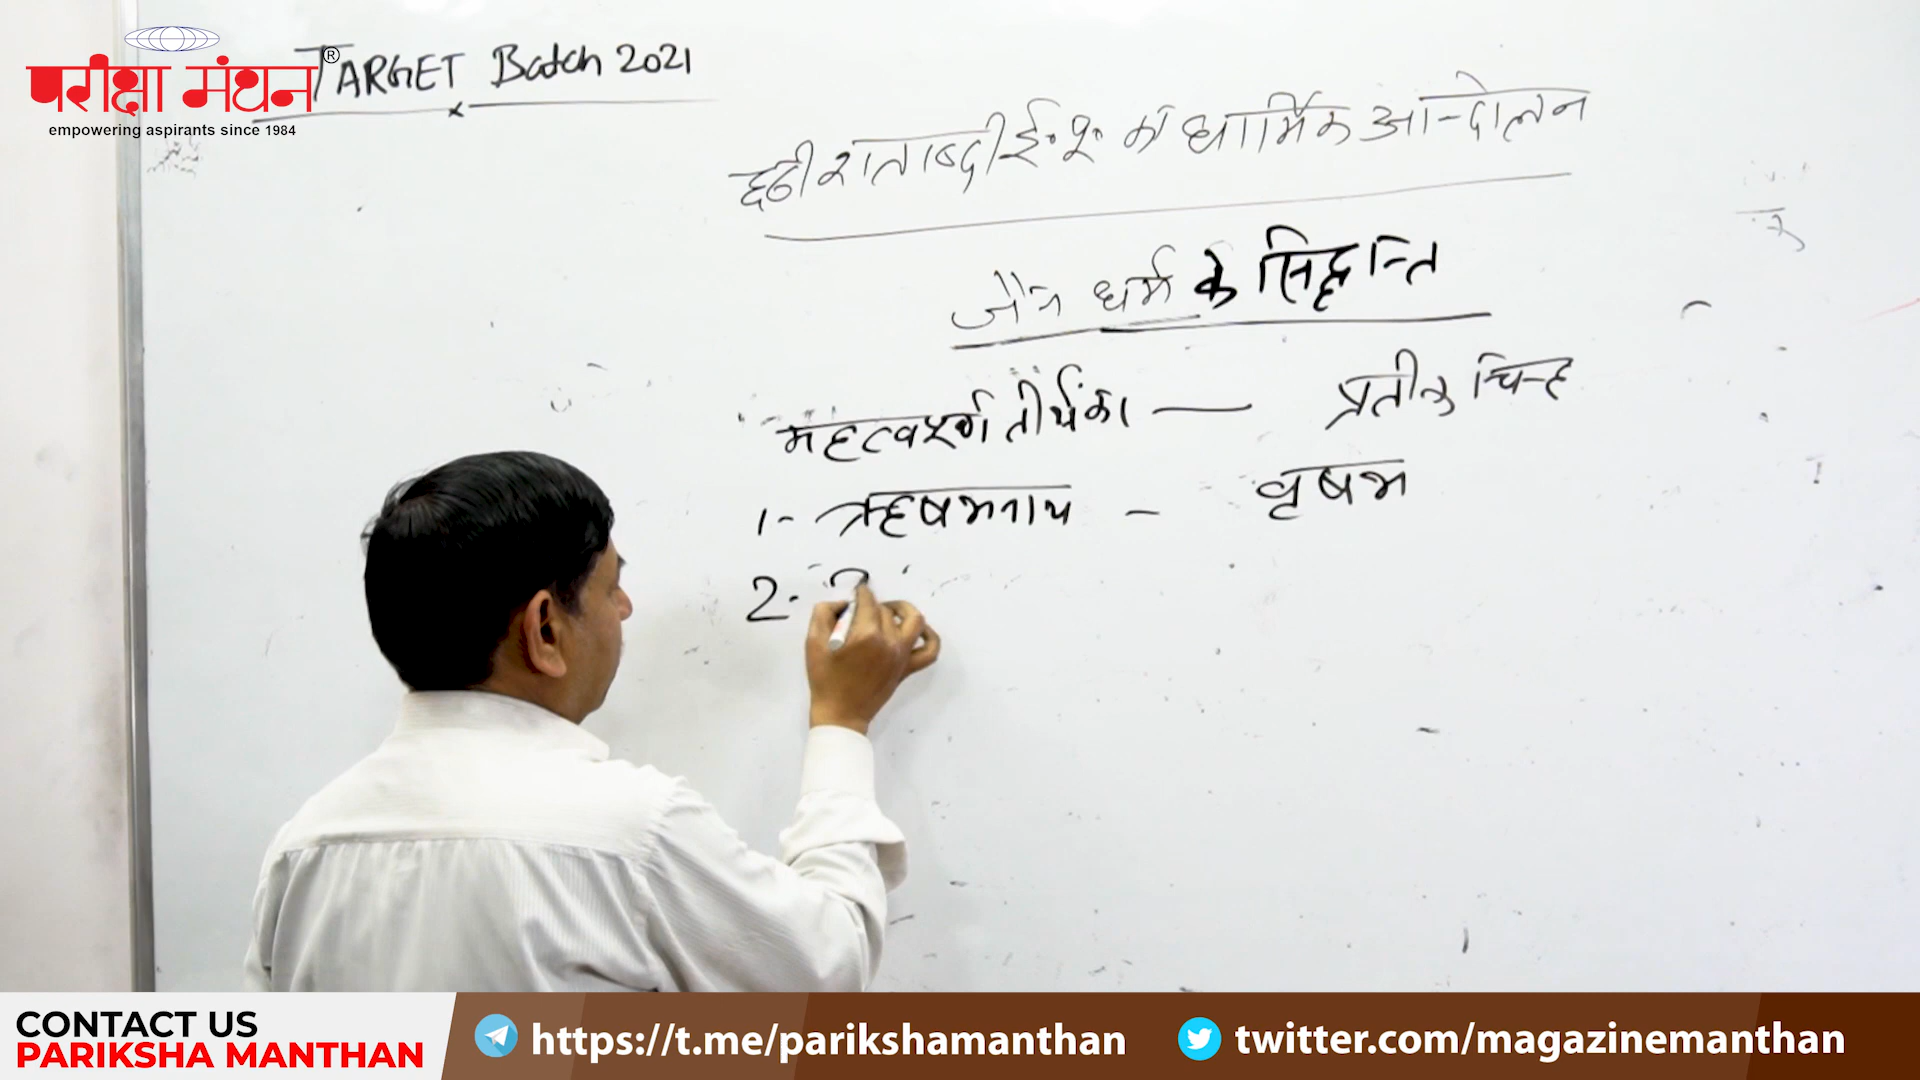 परीक्षा मंथन®
empowering aspirants since 1984
TARGET Batch 2021
छठी शताब्दी ई॰ पू॰ का धार्मिक आन्दोलन
जैन धर्म के सिद्धान्त
महत्वपूर्ण तीर्थंकर — प्रतीक चिन्ह
1- ऋषभनाथ - वृषभ
2.
CONTACT US
PARIKSHA MANTHAN
https://t.me/parikshamanthan
twitter.com/magazinemanthan